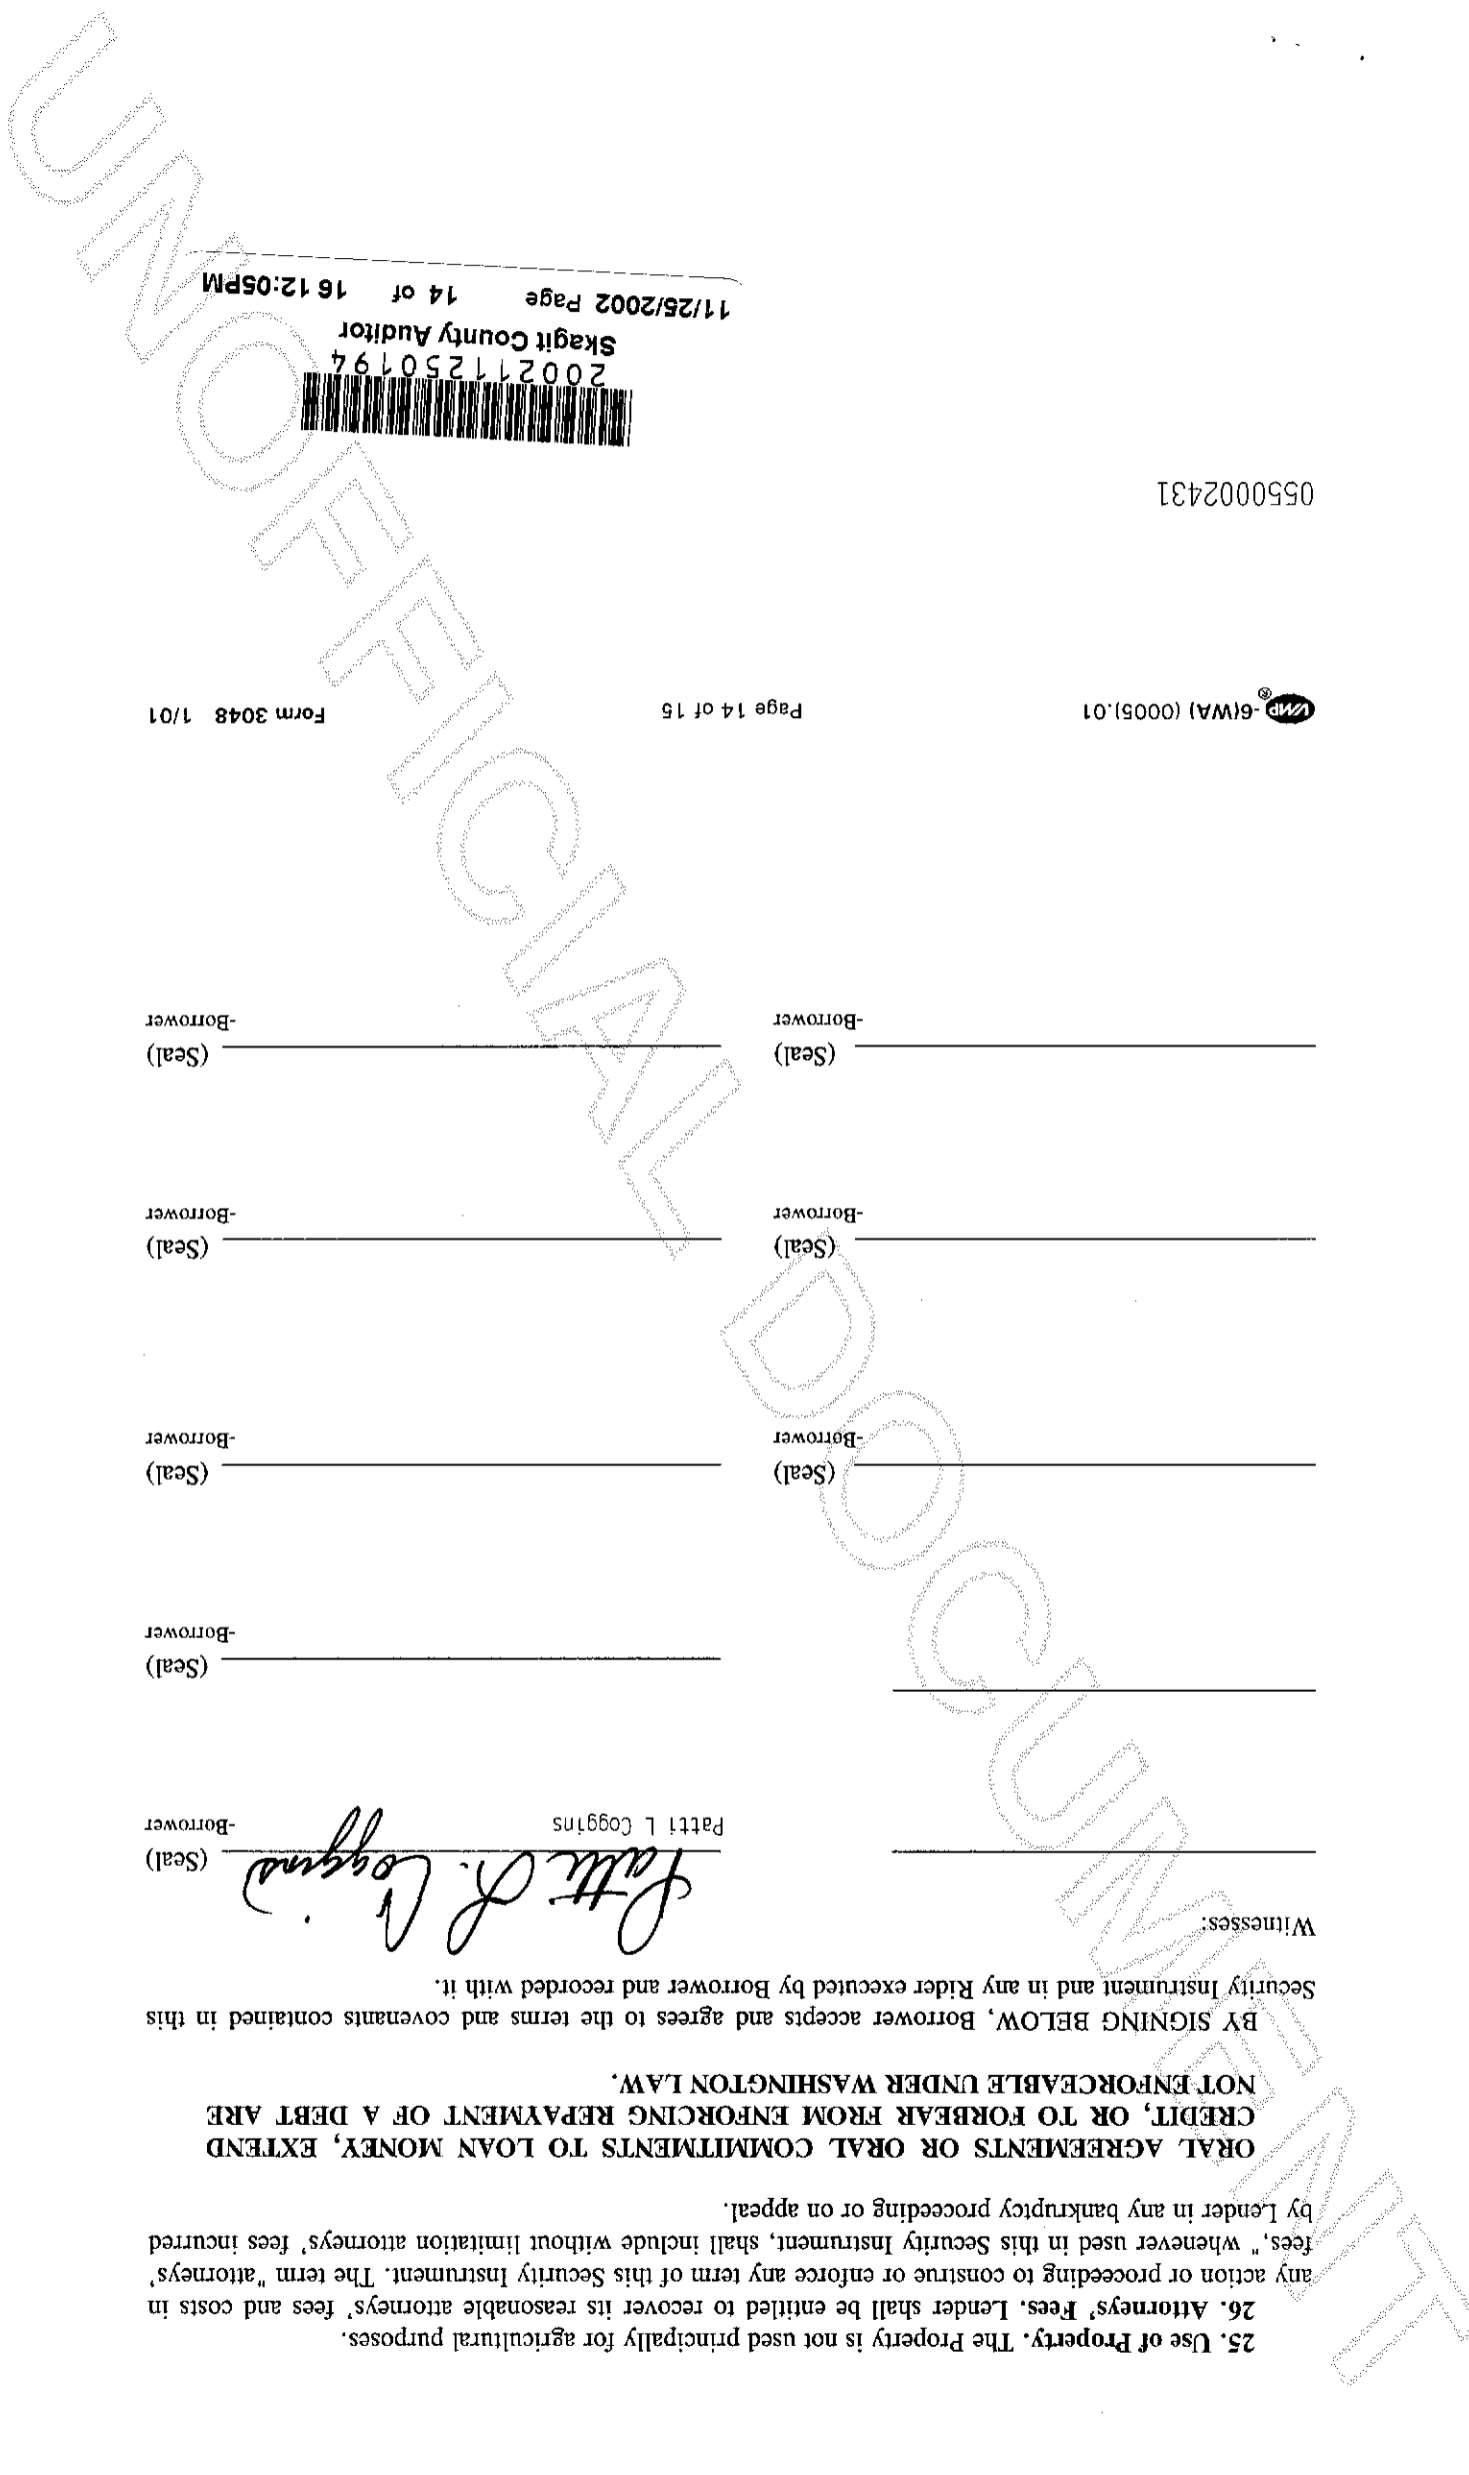 25. Use of Property. The Property is not used principally for agricultural purposes.
26. Attorneys' Fees. Lender shall be entitled to recover its reasonable attorneys' fees and costs in
any action or proceeding to construe or enforce any term of this Security Instrument. The term "attorneys'
fees," whenever used in this Security Instrument, shall include without limitation attorneys' fees incurred
by Lender in any bankruptcy proceeding or on appeal.
ORAL AGREEMENTS OR ORAL COMMITMENTS TO LOAN MONEY, EXTEND
CREDIT, OR TO FORBEAR FROM ENFORCING REPAYMENT OF A DEBT ARE
NOT ENFORCEABLE UNDER WASHINGTON LAW.
BY SIGNING BELOW, Borrower accepts and agrees to the terms and covenants contained in this
Security Instrument and in any Rider executed by Borrower and recorded with it.
Witnesses:
Patti L. Coggins (Seal)
Patti L Coggins -Borrower
(Seal)
-Borrower
(Seal) (Seal)
-Borrower -Borrower
(Seal) (Seal)
-Borrower -Borrower
(Seal) (Seal)
-Borrower -Borrower
VMP®-6(WA) (0005).01 Page 14 of 15 Form 3048 1/01
0550002431
200211250194
Skagit County Auditor
11/25/2002 Page 14 of 16 12:05PM
UNOFFICIAL DOCUMENT